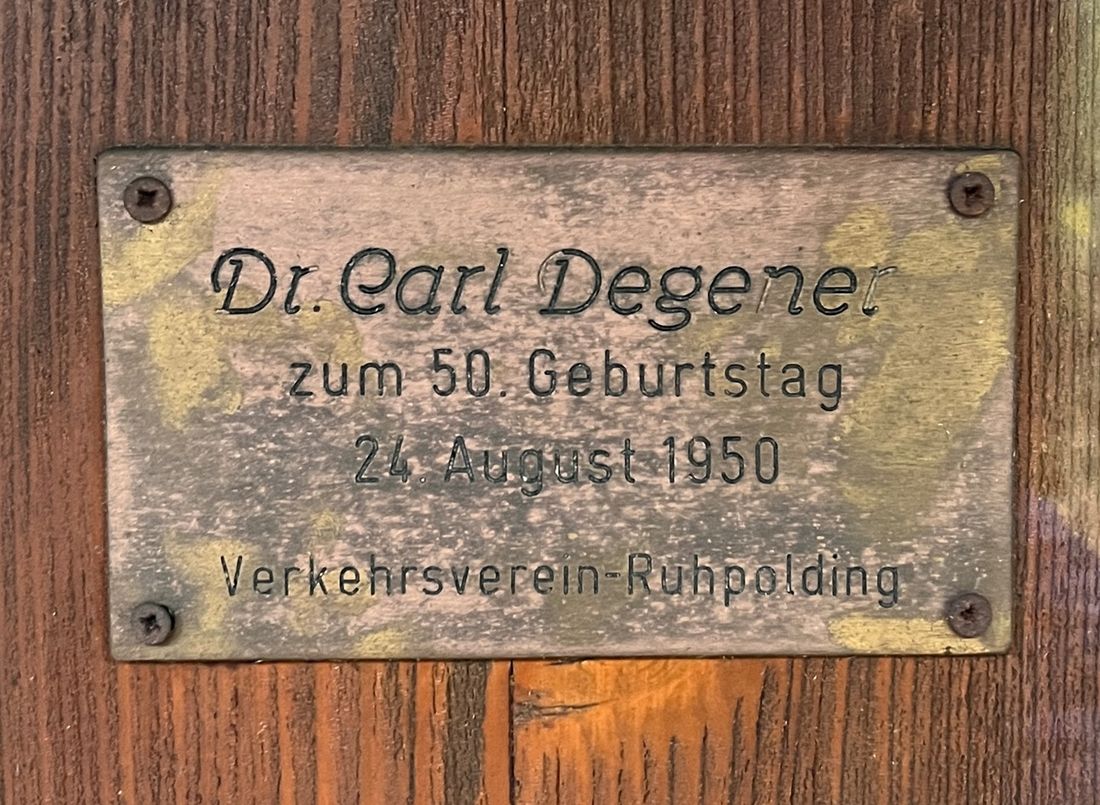 Dr. Carl Degener
zum 50. Geburtstag
24. August 1950
Verkehrsverein-Ruhpolding